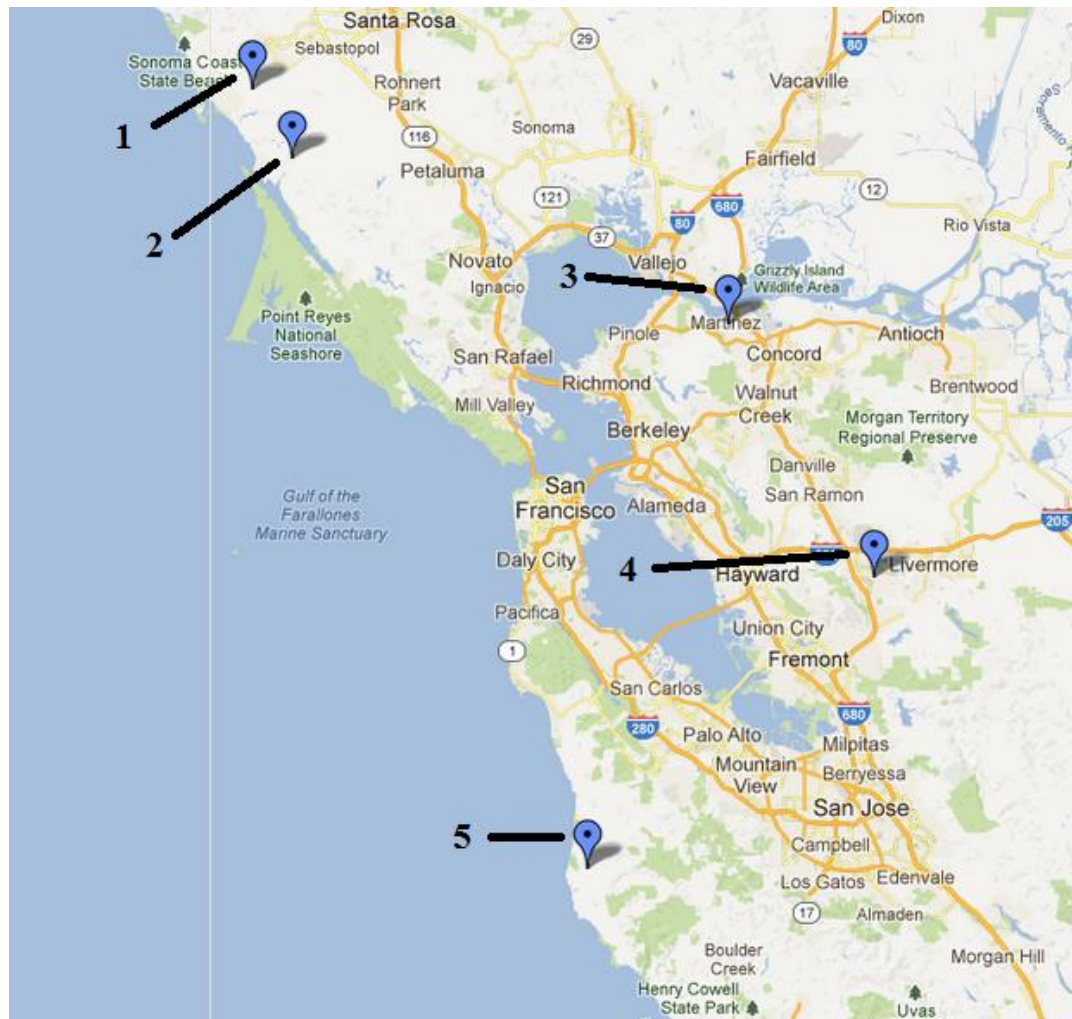 Santa Rosa
Dixon
29
80
Sonoma Coast
State Beach
Sebastopol
Vacaville
Rohnert
Park
1
Sonoma
116
Fairfield
Petaluma
12
121
680
2
80
Rio Vista
37
Novato
Vallejo
Ignacio
3
Grizzly Island
Wildlife Area
Point Reyes
National
Seashore
Martinez
Pinole
Antioch
San Rafael
Concord
Richmond
Brentwood
Mill Valley
Walnut
Creek
Morgan Territory
Regional Preserve
Berkeley
Danville
San
Francisco
San Ramon
Alameda
Gulf of the
Farallones
Marine Sanctuary
205
Daly City
4
Hayward
Livermore
Pacifica
Union City
1
Fremont
San Carlos
280
680
Palo Alto
Milpitas
Mountain
View
Berryessa
San Jose
5
Campbell
Los Gatos
Edenvale
17
Almaden
Boulder
Creek
Morgan Hill
Henry Cowell
State Park
Uvas